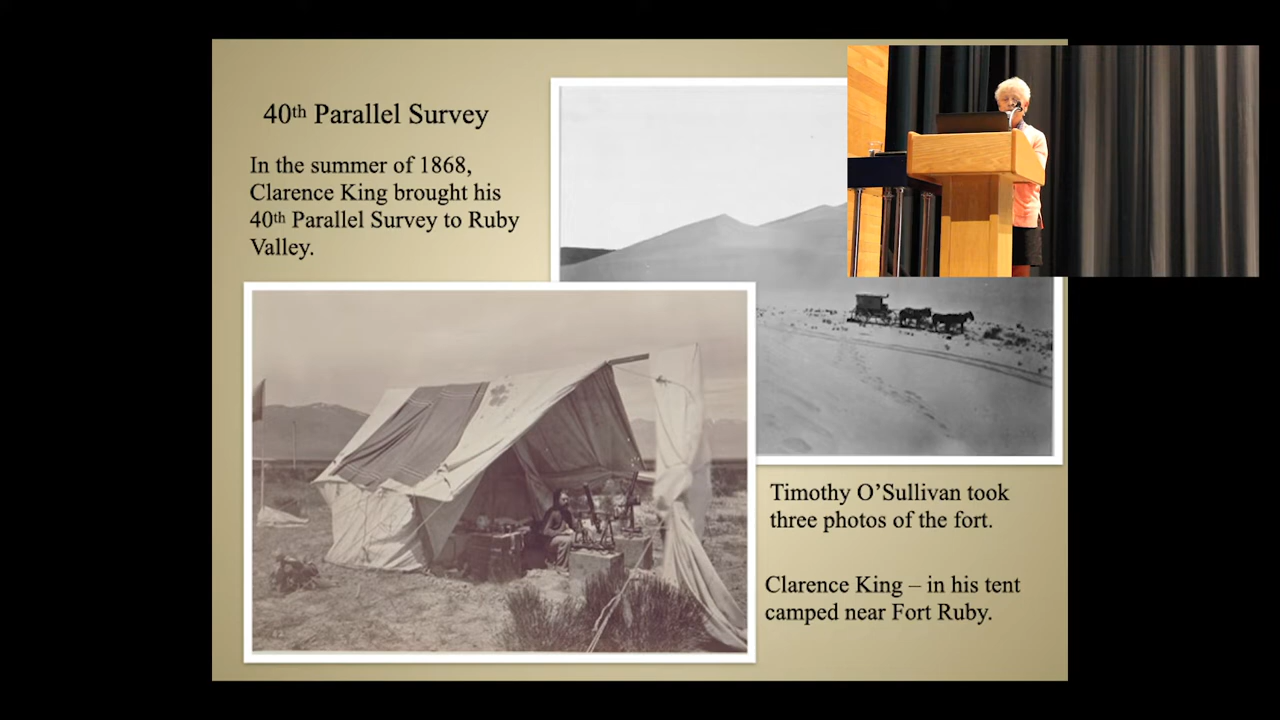 40th Parallel Survey
In the summer of 1868,
Clarence King brought his
40th Parallel Survey to Ruby
Valley.
Timothy O’Sullivan took
three photos of the fort.
Clarence King – in his tent
camped near Fort Ruby.